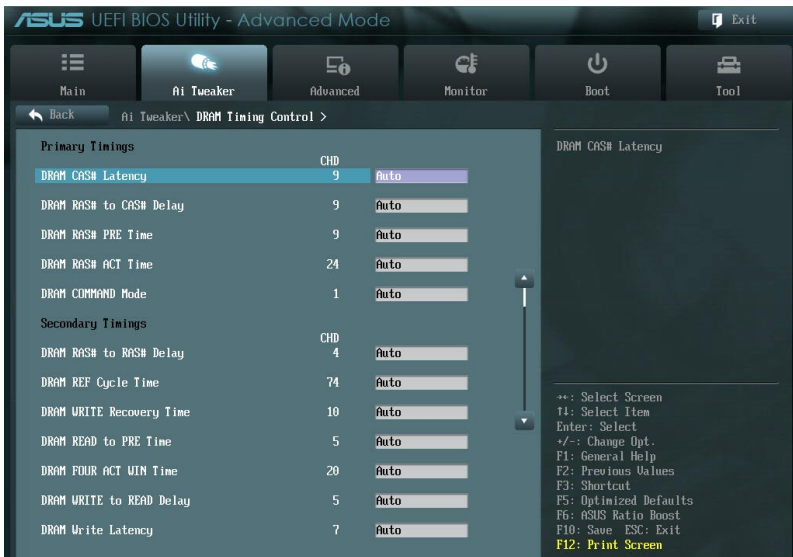 ASUS UEFI BIOS Utility - Advanced Mode
Exit
Main
Ai Tweaker
Advanced
Monitor
Boot
Tool
Back
Ai Tweaker\ DRAM Timing Control >
Primary Timings
CHD
DRAM CAS# Latency 9 Auto
DRAM RAS# to CAS# Delay 9 Auto
DRAM RAS# PRE Time 9 Auto
DRAM RAS# ACT Time 24 Auto
DRAM COMMAND Mode 1 Auto
Secondary Timings
CHD
DRAM RAS# to RAS# Delay 4 Auto
DRAM REF Cycle Time 74 Auto
DRAM WRITE Recovery Time 10 Auto
DRAM READ to PRE Time 5 Auto
DRAM FOUR ACT WIN Time 20 Auto
DRAM WRITE to READ Delay 5 Auto
DRAM Write Latency 7 Auto
DRAM CAS# Latency
→←: Select Screen
↑↓: Select Item
Enter: Select
+/-: Change Opt.
F1: General Help
F2: Previous Values
F3: Shortcut
F5: Optimized Defaults
F6: ASUS Ratio Boost
F10: Save ESC: Exit
F12: Print Screen